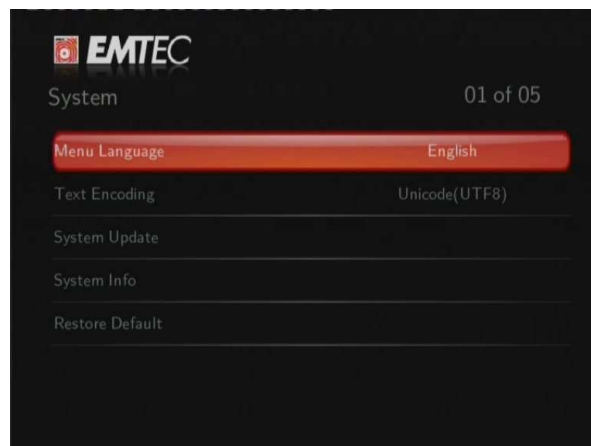 EMTEC
System 01 of 05
Menu Language English
Text Encoding Unicode(UTF8)
System Update
System Info
Restore Default